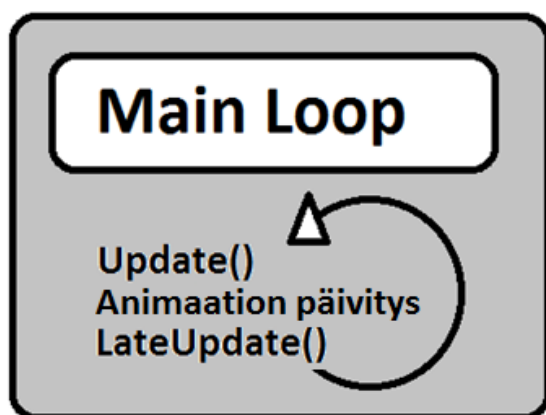 Main Loop
Update()
Animaation päivitys
LateUpdate()